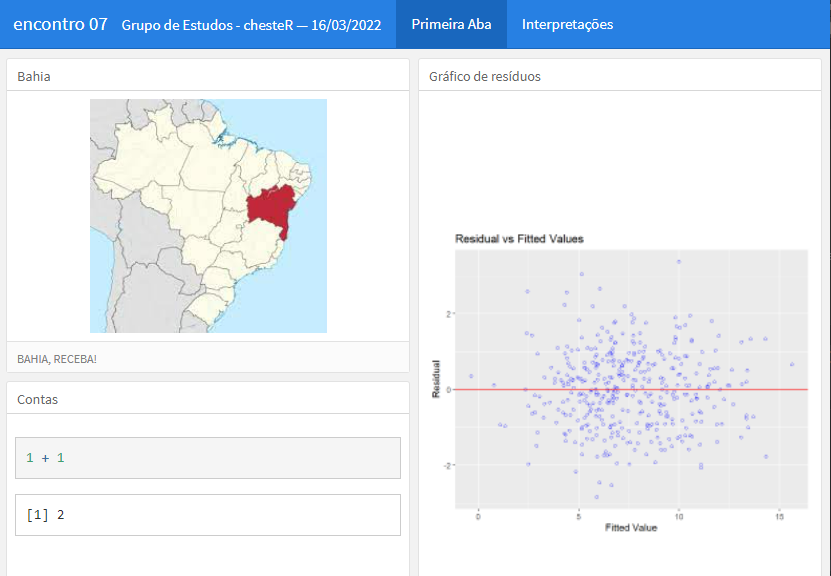 encontro 07 Grupo de Estudos - chesteR — 16/03/2022 Primeira Aba Interpretações
Bahia
BAHIA, RECEBA!
Contas
1 + 1
[1] 2
Gráfico de resíduos
Residual vs Fitted Values
Residual
2
0
-2
0 5 10 15
Fitted Value